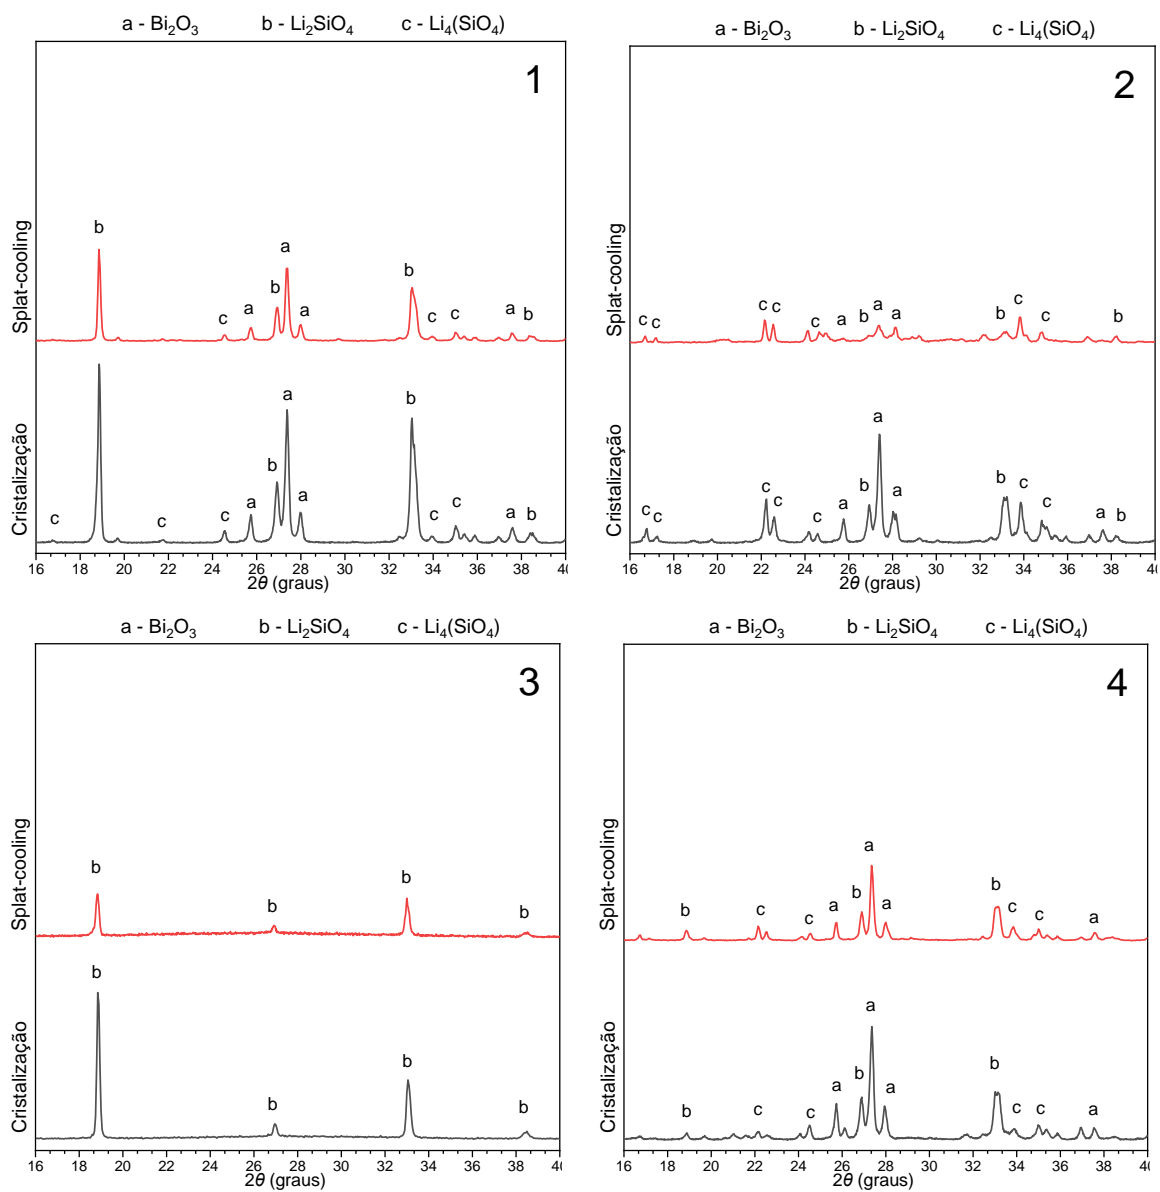 a - Bi₂O₃ b - Li₂SiO₄ c - Li₄(SiO₄)
1
Splat-cooling
b
c
a
b
a
a
b
c
c
a
b
Cristalização
c
c
c
a
b
a
a
b
c
c
a
b
16 18 20 22 24 26 28 30 32 34 36 38 40
2θ (graus)
a - Bi₂O₃ b - Li₂SiO₄ c - Li₄(SiO₄)
2
Splat-cooling
c
c
c c
c
a
b
a
a
b
c
c
b
Cristalização
c
c
c
c
c
a
b
a
a
b
c
c
a
b
16 18 20 22 24 26 28 30 32 34 36 38 40
2θ (graus)
a - Bi₂O₃ b - Li₂SiO₄ c - Li₄(SiO₄)
3
Splat-cooling
b
b
b
b
Cristalização
b
b
b
b
16 18 20 22 24 26 28 30 32 34 36 38 40
2θ (graus)
a - Bi₂O₃ b - Li₂SiO₄ c - Li₄(SiO₄)
4
Splat-cooling
b
c
c
a
b
a
a
b
c
c
a
Cristalização
b
c
c
a
b
a
a
b
c
c
a
16 18 20 22 24 26 28 30 32 34 36 38 40
2θ (graus)